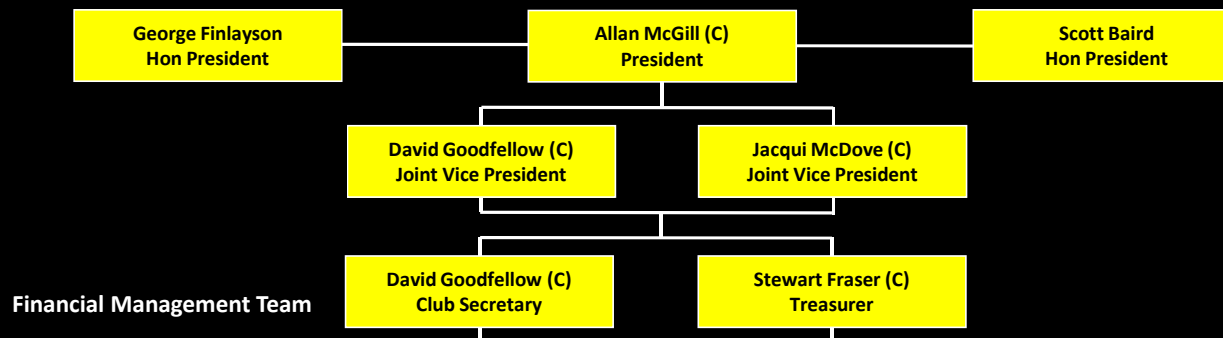 George Finlayson
Hon President
Allan McGill (C)
President
Scott Baird
Hon President
David Goodfellow (C)
Joint Vice President
Jacqui McDove (C)
Joint Vice President
Financial Management Team
David Goodfellow (C)
Club Secretary
Stewart Fraser (C)
Treasurer